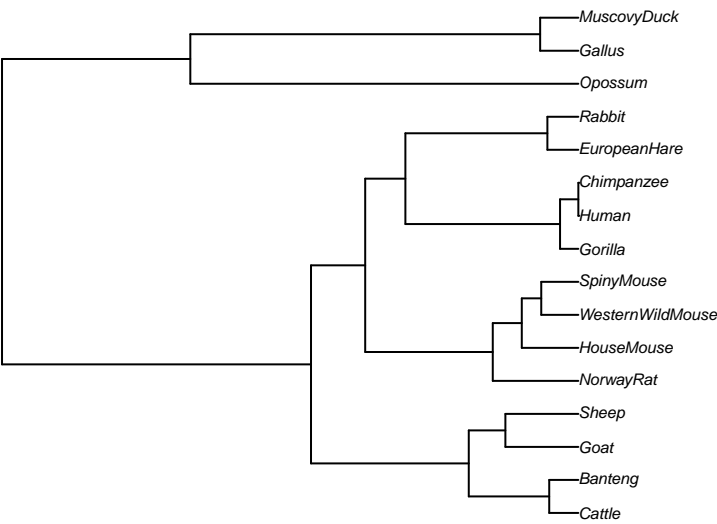 MuscovyDuck
Gallus
Opossum
Rabbit
EuropeanHare
Chimpanzee
Human
Gorilla
SpinyMouse
WesternWildMouse
HouseMouse
NorwayRat
Sheep
Goat
Banteng
Cattle